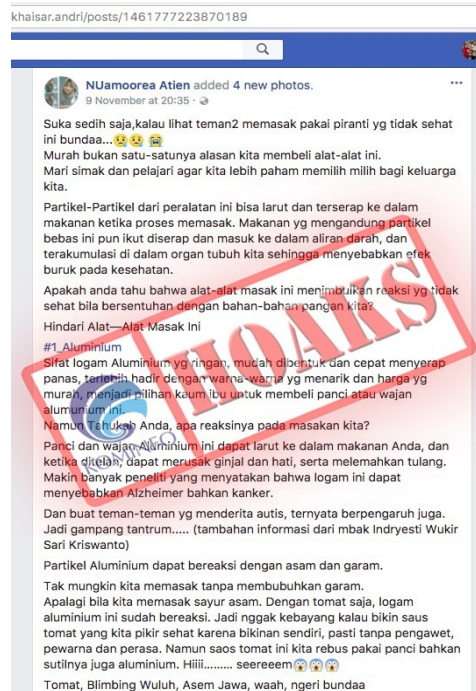 khaisar.andri/posts/1461777223870189
NUamoorea Atien added 4 new photos.
9 November at 20:35 ·
Suka sedih saja,kalau lihat teman2 memasak pakai piranti yg tidak sehat
ini bundaa...😢😢 😭
Murah bukan satu-satunya alasan kita membeli alat-alat ini.
Mari simak dan pelajari agar kita lebih paham memilih milih bagi keluarga
kita.
Partikel-Partikel dari peralatan ini bisa larut dan terserap ke dalam
makanan ketika proses memasak. Makanan yg mengandung partikel
bebas ini pun ikut diserap dan masuk ke dalam aliran darah, dan
terakumulasi di dalam organ tubuh kita sehingga menyebabkan efek
buruk pada kesehatan.
Apakah anda tahu bahwa alat-alat masak ini menimbulkan reaksi yg tidak
sehat bila bersentuhan dengan bahan-bahan pangan kita?
Hindari Alat—Alat Masak Ini
#1_Aluminium
Sifat logam Aluminium yg ringan, mudah dibentuk dan cepat menyerap
panas, terlebih hadir dengan warna-warna yg menarik dan harga yg
murah, menjadi pilihan kaum ibu untuk membeli panci atau wajan
alumunium ini.
Namun Tahukah Anda, apa reaksinya pada masakan kita?
Panci dan wajan Aluminium ini dapat larut ke dalam makanan Anda, dan
ketika ditelan, dapat merusak ginjal dan hati, serta melemahkan tulang.
Makin banyak peneliti yang menyatakan bahwa logam ini dapat
menyebabkan Alzheimer bahkan kanker.
Dan buat teman-teman yg menderita autis, ternyata berpengaruh juga.
Jadi gampang tantrum..... (tambahan informasi dari mbak Indryesti Wukir
Sari Kriswanto)
Partikel Aluminium dapat bereaksi dengan asam dan garam.
Tak mungkin kita memasak tanpa membubuhkan garam.
Apalagi bila kita memasak sayur asam. Dengan tomat saja, logam
aluminium ini sudah bereaksi. Jadi nggak kebayang kalau bikin saus
tomat yang kita pikir sehat karena bikinan sendiri, pasti tanpa pengawet,
pewarna dan perasa. Namun saos tomat ini kita rebus pakai panci bahkan
sutilnya juga aluminium. Hiiii......... seereeem😱😱😱
Tomat, Blimbing Wuluh, Asem Jawa, waah, ngeri bundaa
HOAKS
KOMINFO